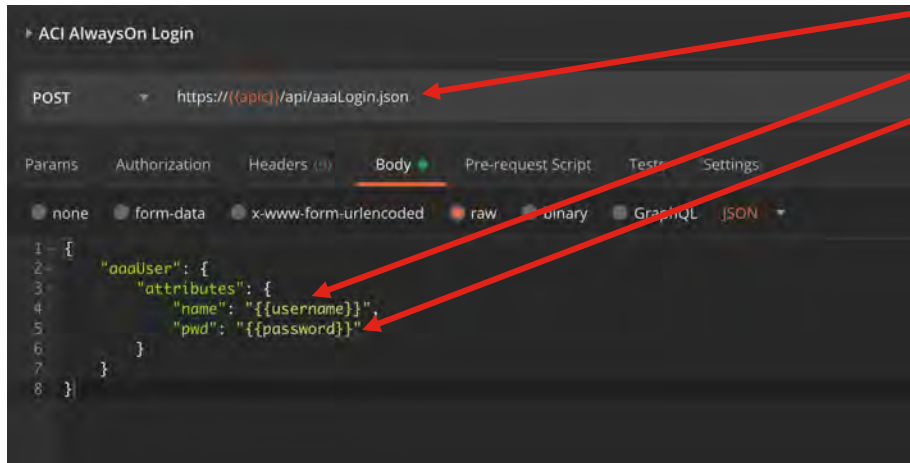 ACI AlwaysOn Login
POST https://{{apic}}/api/aaaLogin.json
Params Authorization Headers (9) Body Pre-request Script Tests Settings
none form-data x-www-form-urlencoded raw binary GraphQL JSON
1 {
2 "aaaUser": {
3 "attributes": {
4 "name": "{{username}}",
5 "pwd": "{{password}}"
6 }
7 }
8 }